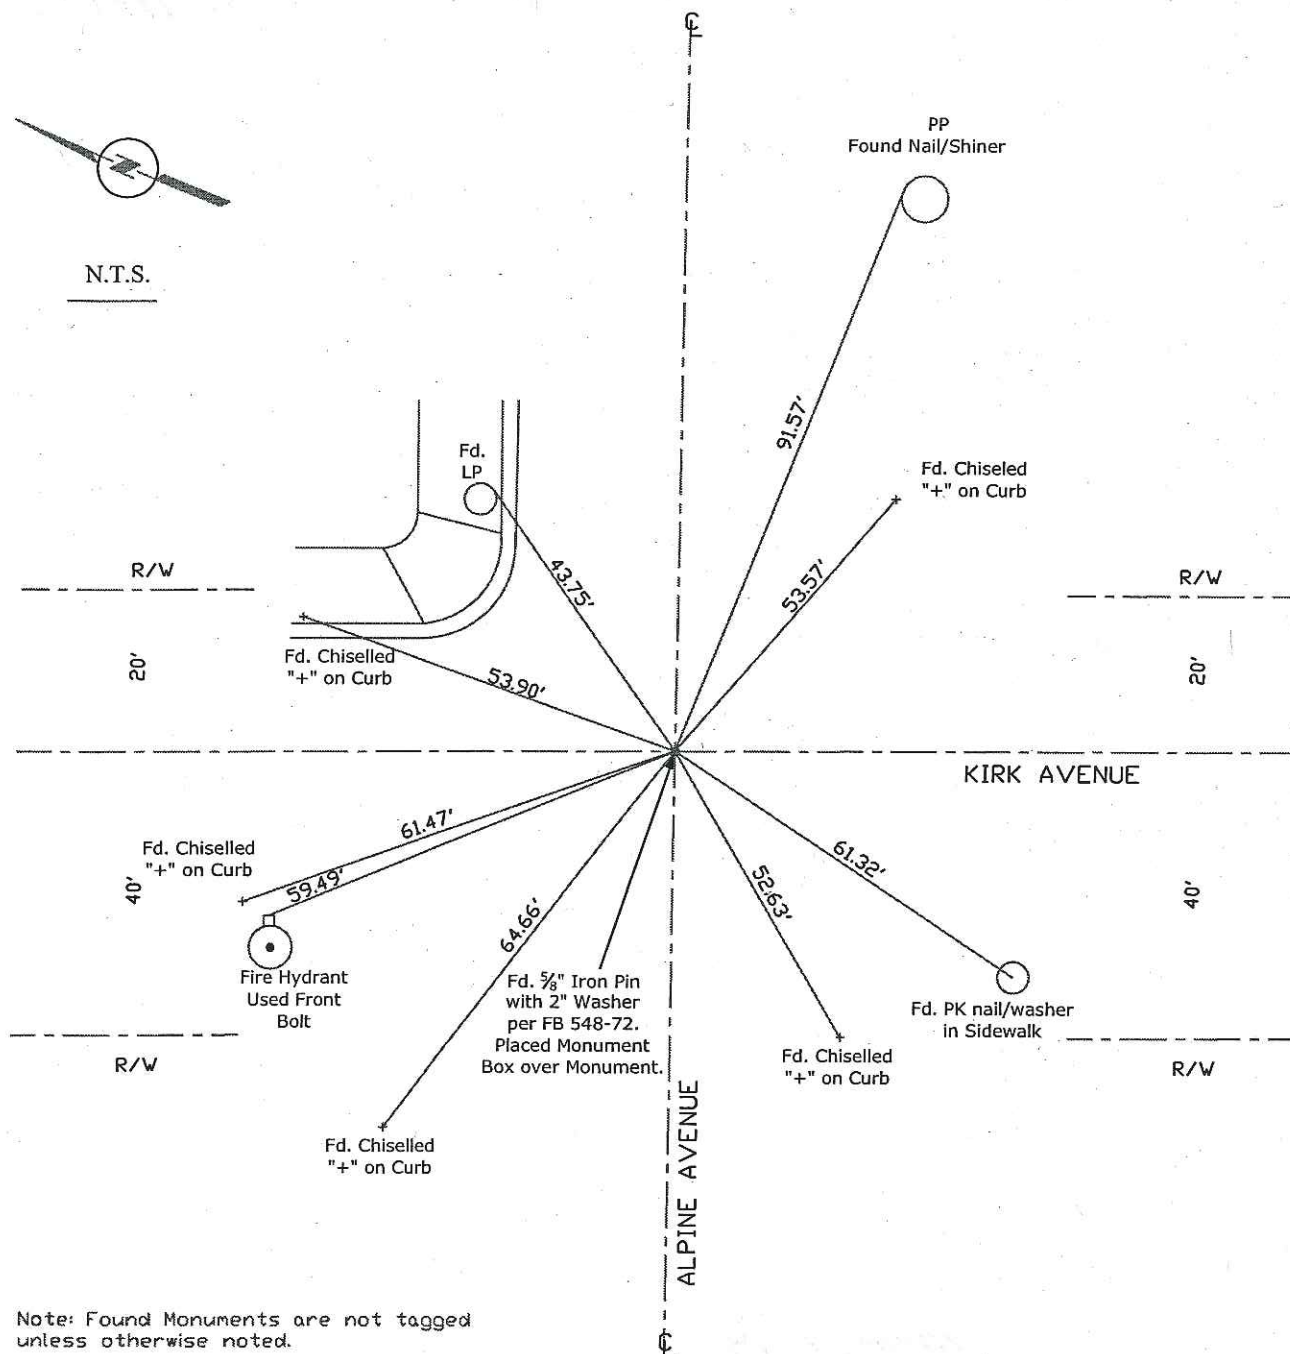 ℄
PP
Found Nail/Shiner
N.T.S.
91.57'
Fd.
LP
Fd. Chiseled
"+" on Curb
43.75'
53.57'
R/W
R/W
20'
Fd. Chiselled
"+" on Curb
53.90'
20'
KIRK AVENUE
61.47'
Fd. Chiselled
"+" on Curb
59.49'
40'
64.66'
52.63'
61.32'
40'
Fire Hydrant
Used Front
Bolt
Fd. ⅝" Iron Pin
with 2" Washer
per FB 548-72.
Placed Monument
Box over Monument.
Fd. PK nail/washer
in Sidewalk
Fd. Chiselled
"+" on Curb
R/W
R/W
Fd. Chiselled
"+" on Curb
ALPINE AVENUE
Note: Found Monuments are not tagged
unless otherwise noted.
℄